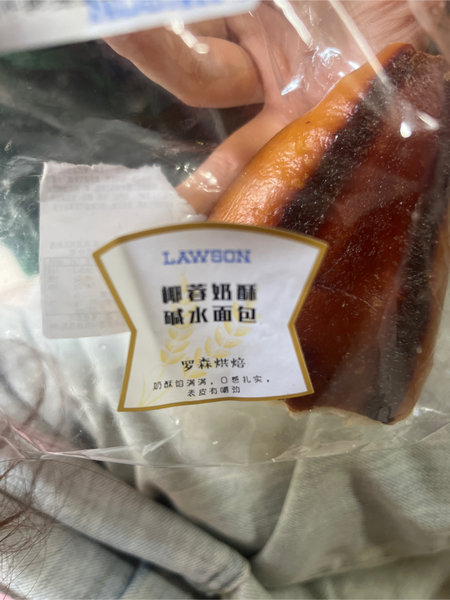 LAWSON
椰蓉奶酥
碱水面包
罗森烘焙
奶酥馅满满，口感扎实，
表皮有嚼劲